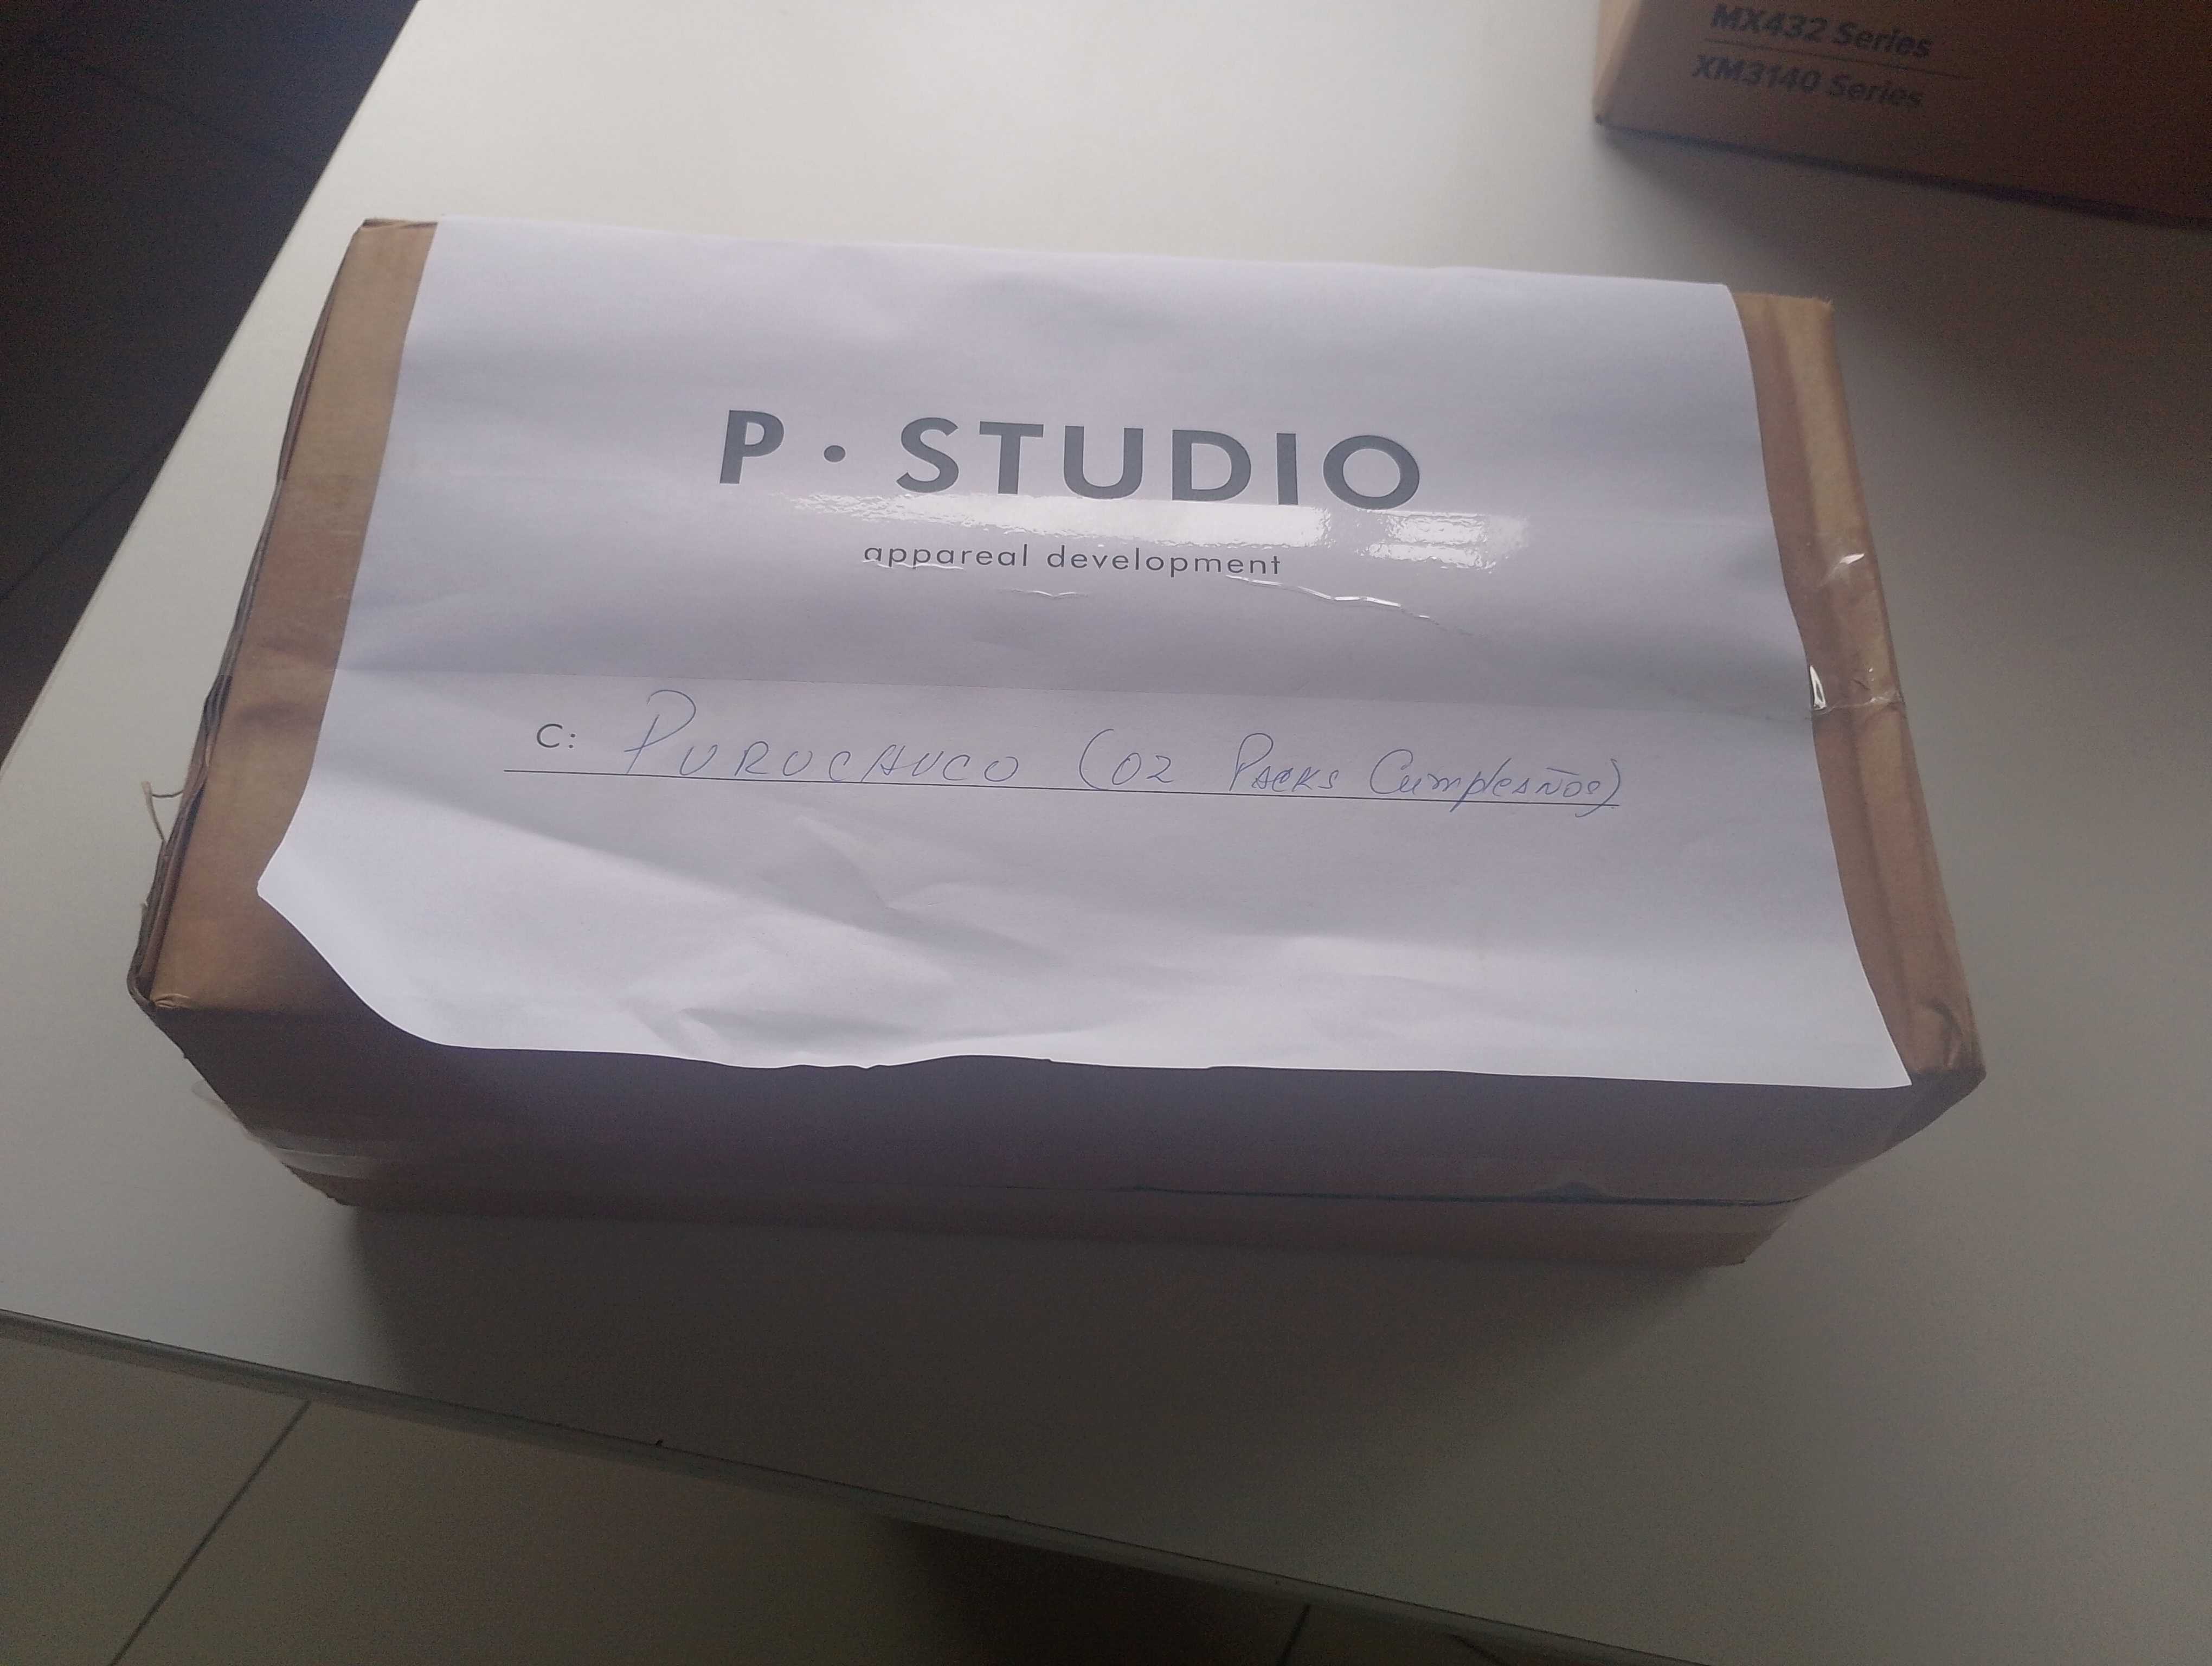 MX432 Series
XM3140 Series
P · STUDIO
appareal development
C: PURUCHUCO (02 PACKS CumpleAÑOS)